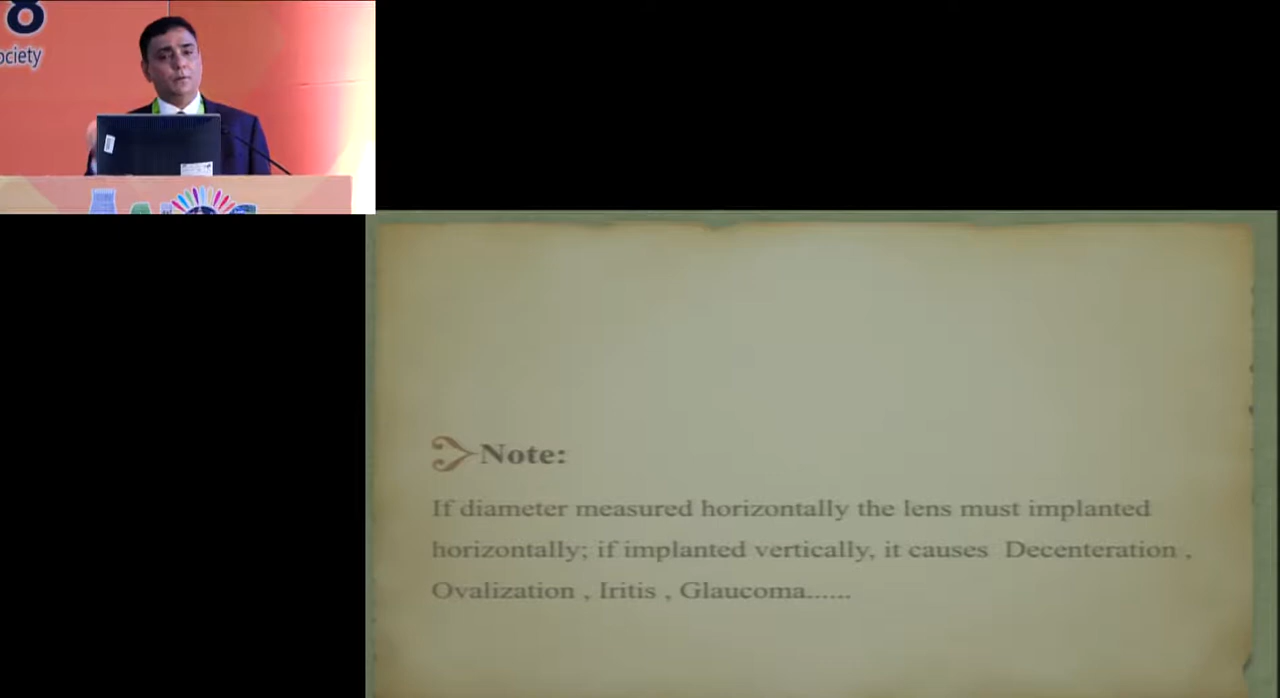 8
ociety
Note:
If diameter measured horizontally the lens must implanted
horizontally; if implanted vertically, it causes Decenteration ,
Ovalization , Iritis , Glaucoma......